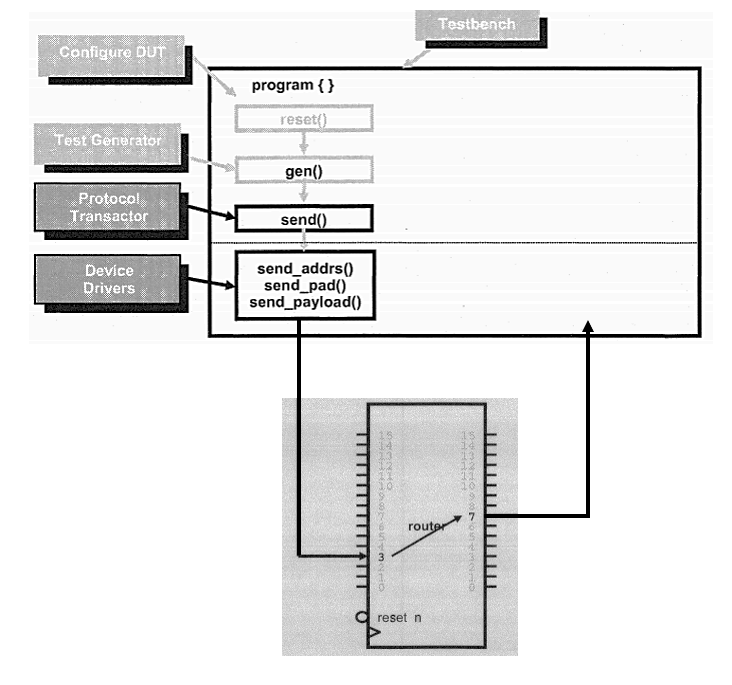 Testbench
Configure DUT
program { }
reset()
Test Generator
gen()
Protocol
Transactor
send()
Device
Drivers
send_addrs()
send_pad()
send_payload()
15 15
14 14
13 13
12 12
11 11
10 10
9 9
8 8
7 7
6 6
5 5
4 4
3 3
2 2
1 1
0 0
router
reset n